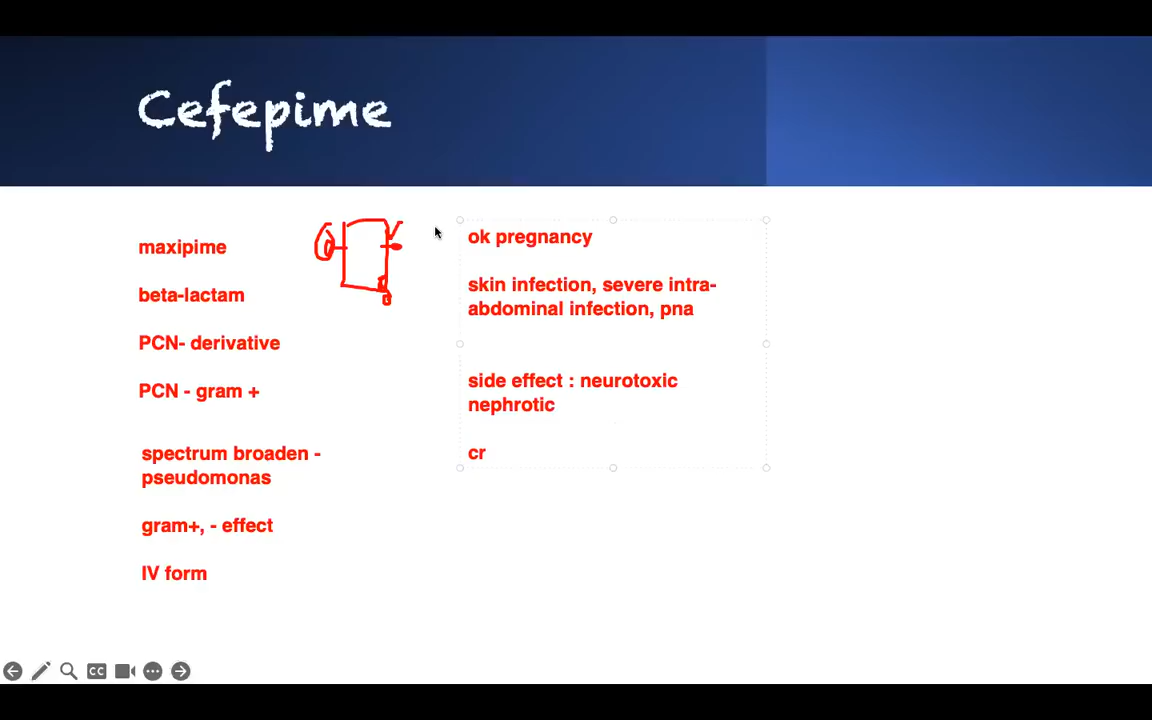 Cefepime
maxipime
beta-lactam
PCN- derivative
PCN - gram +
spectrum broaden -
pseudomonas
gram+, - effect
IV form
ok pregnancy
skin infection, severe intra-
abdominal infection, pna
side effect : neurotoxic
nephrotic
cr
CC